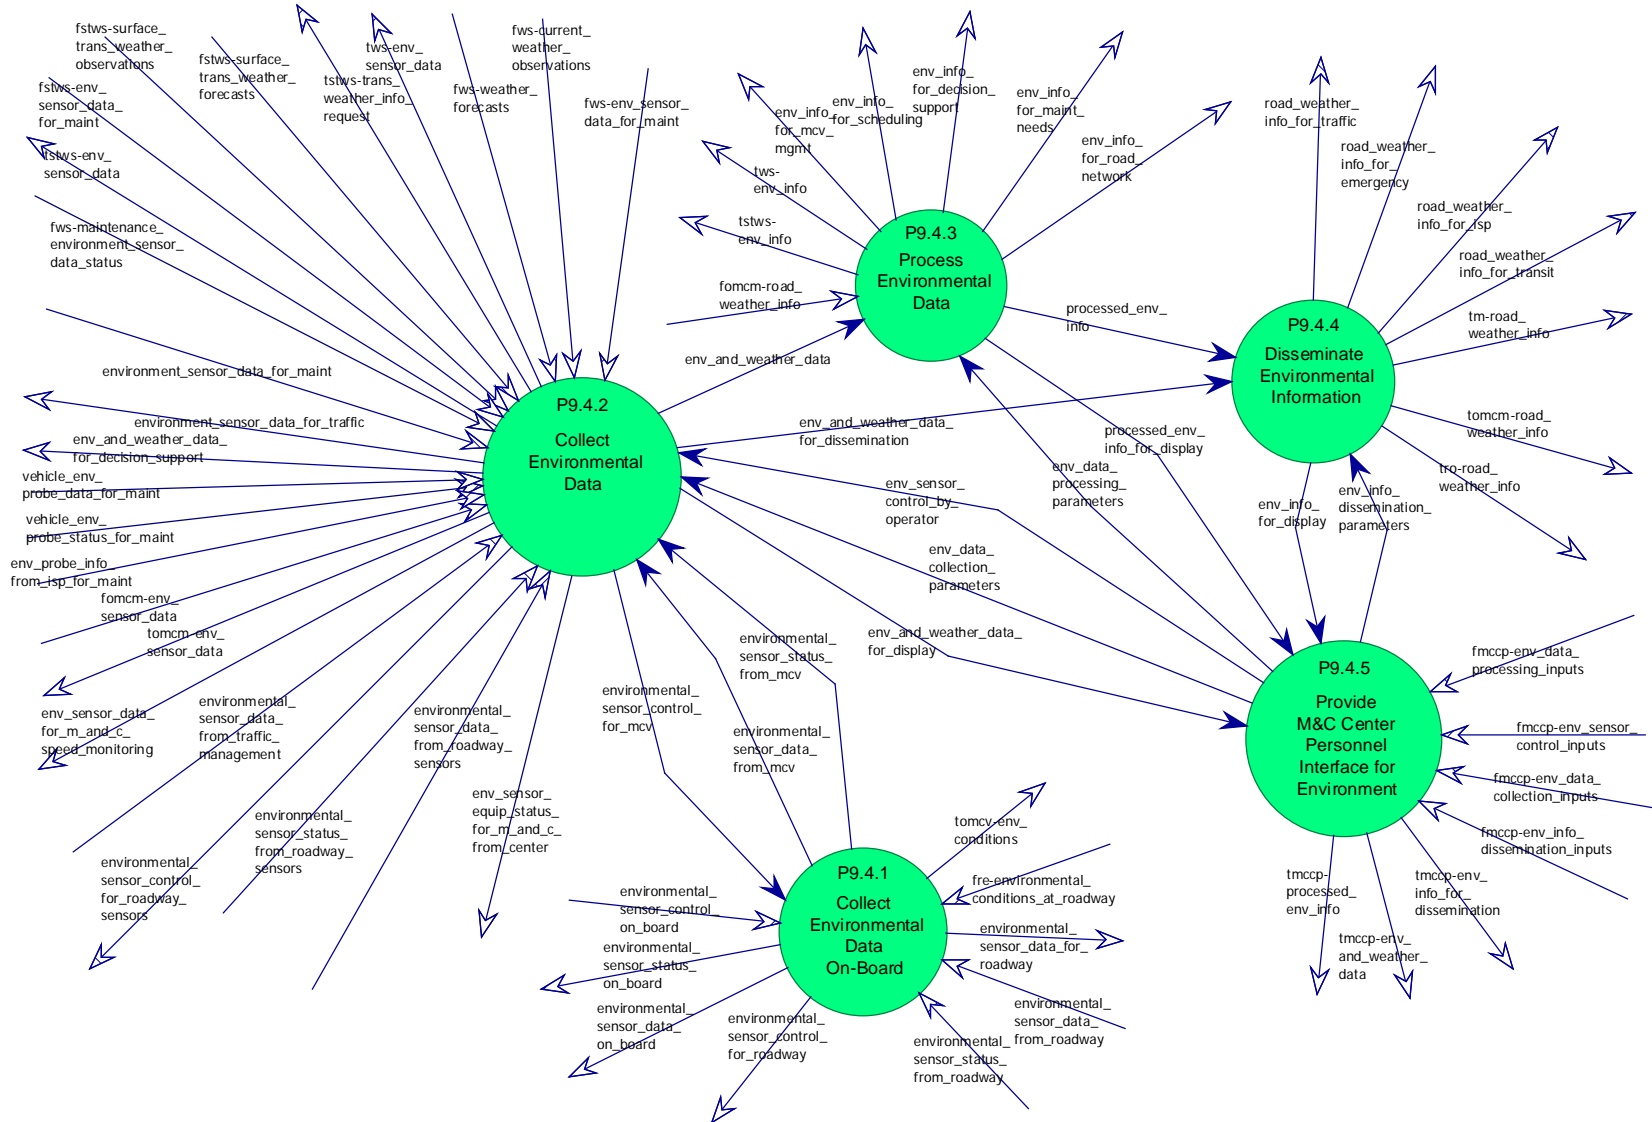 fstws-surface_
trans_weather_
observations
fstws-surface_
trans_weather_
forecasts
tws-env_
sensor_data
tstws-trans_
weather_info_
request
fws-weather_
forecasts
fws-current_
weather_
observations
fws-env_sensor_
data_for_maint
fstws-env_
sensor_data_
for_maint
tstws-env_
sensor_data
fws-maintenance_
environment_sensor_
data_status
environment_sensor_data_for_maint
environment_sensor_data_for_traffic
env_and_weather_data_
for_decision_support
vehicle_env_
probe_data_for_maint
vehicle_env_
probe_status_for_maint
env_probe_info_
from_isp_for_maint
fomcm-env_
sensor_data
tomcm-env_
sensor_data
env_sensor_data_
for_m_and_c_
speed_monitoring
environmental_
sensor_data_
from_traffic_
management
environmental_
sensor_control_
for_roadway_
sensors
environmental_
sensor_status_
from_roadway_
sensors
environmental_
sensor_data_
from_roadway_
sensors
env_sensor_
equip_status_
for_m_and_c_
from_center
P9.4.2
Collect
Environmental
Data
env_info_
for_mcv_
mgmt
env_info_
for_scheduling
env_info_
for_decision_
support
env_info_
for_maint_
needs
env_info_
for_road_
network
tws-
env_info
tstws-
env_info
fomcm-road_
weather_info
env_and_weather_data
P9.4.3
Process
Environmental
Data
processed_env_
info
road_weather_
info_for_traffic
road_weather_
info_for_
emergency
road_weather_
info_for_isp
road_weather_
info_for_transit
tm-road_
weather_info
tomcm-road_
weather_info
tro-road_
weather_info
P9.4.4
Disseminate
Environmental
Information
env_and_weather_data_
for_dissemination
processed_env_
info_for_display
env_data_
processing_
parameters
env_sensor_
control_by_
operator
env_data_
collection_
parameters
env_and_weather_data_
for_display
env_info_
for_display
env_info_
dissemination_
parameters
P9.4.5
Provide
M&C Center
Personnel
Interface for
Environment
fmccp-env_data_
processing_inputs
fmccp-env_sensor_
control_inputs
fmccp-env_data_
collection_inputs
fmccp-env_info_
dissemination_inputs
tmccp-
processed_
env_info
tmccp-env_
info_for_
dissemination
tmccp-env_
and_weather_
data
environmental_
sensor_control_
for_mcv
environmental_
sensor_status_
from_mcv
environmental_
sensor_data_
from_mcv
P9.4.1
Collect
Environmental
Data
On-Board
tomcv-env_
conditions
fre-environmental_
conditions_at_roadway
environmental_
sensor_data_for_
roadway
environmental_
sensor_data_
from_roadway
environmental_
sensor_status_
from_roadway
environmental_
sensor_control_
on_board
environmental_
sensor_status_
on_board
environmental_
sensor_data_
on_board
environmental_
sensor_control_
for_roadway